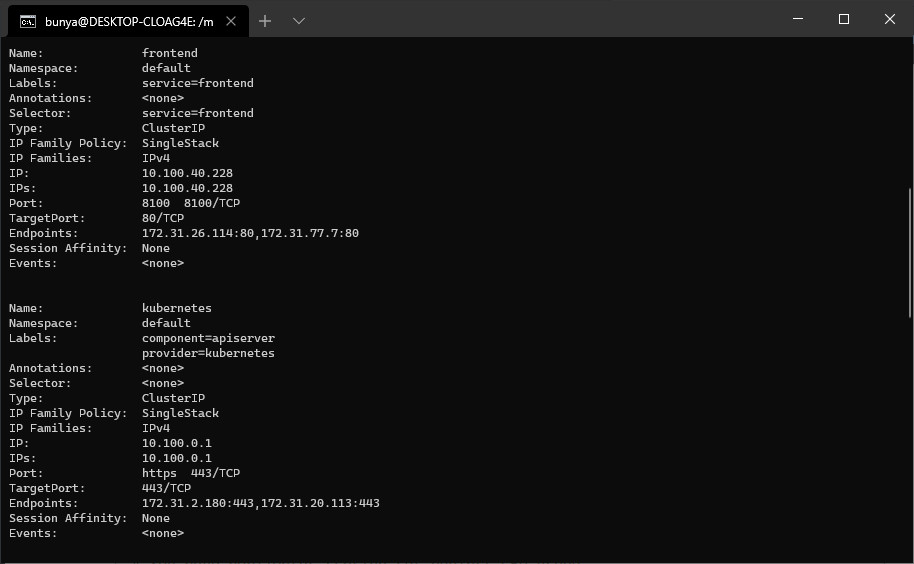 bunya@DESKTOP-CLOAG4E: /m
Name: frontend
Namespace: default
Labels: service=frontend
Annotations: <none>
Selector: service=frontend
Type: ClusterIP
IP Family Policy: SingleStack
IP Families: IPv4
IP: 10.100.40.228
IPs: 10.100.40.228
Port: 8100 8100/TCP
TargetPort: 80/TCP
Endpoints: 172.31.26.114:80,172.31.77.7:80
Session Affinity: None
Events: <none>
Name: kubernetes
Namespace: default
Labels: component=apiserver
provider=kubernetes
Annotations: <none>
Selector: <none>
Type: ClusterIP
IP Family Policy: SingleStack
IP Families: IPv4
IP: 10.100.0.1
IPs: 10.100.0.1
Port: https 443/TCP
TargetPort: 443/TCP
Endpoints: 172.31.2.180:443,172.31.20.113:443
Session Affinity: None
Events: <none>